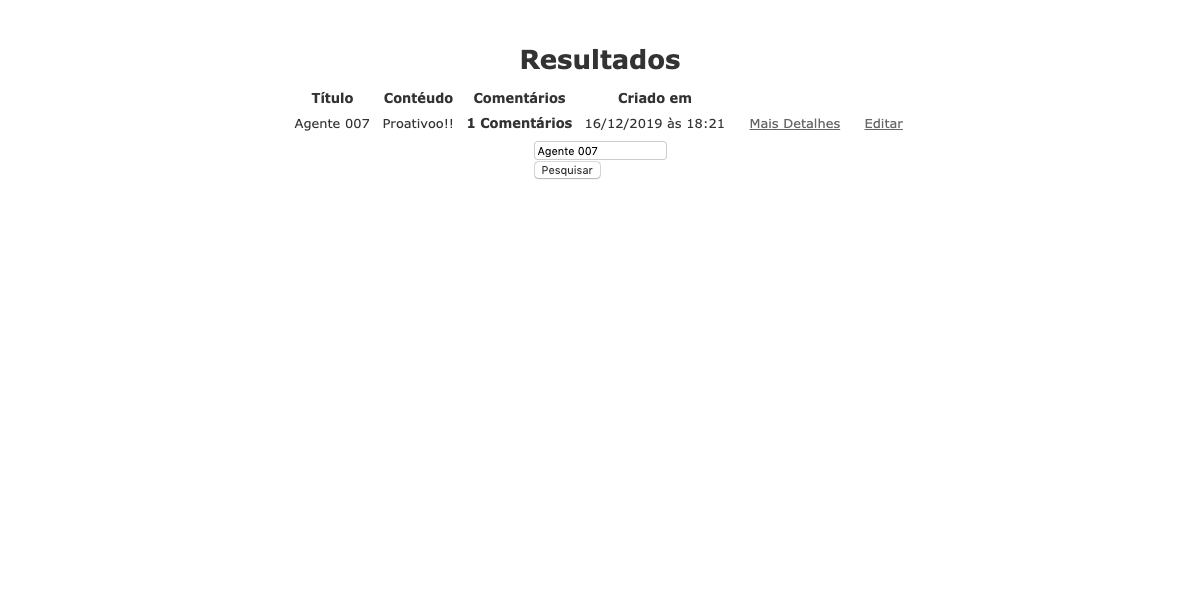 Resultados
Título Contéudo Comentários Criado em
Agente 007 Proativoo!! 1 Comentários 16/12/2019 às 18:21 Mais Detalhes Editar
Agente 007
Pesquisar